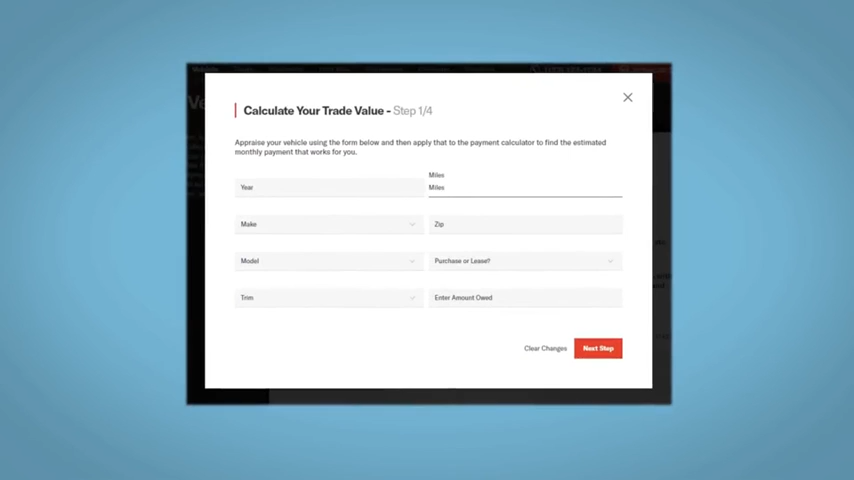 Calculate Your Trade Value - Step 1/4
Appraise your vehicle using the form below and then apply that to the payment calculator to find the estimated
monthly payment that works for you.
Miles
Year
Miles
Make
Zip
Model
Purchase or Lease?
Trim
Enter Amount Owed
Clear Changes
Next Step